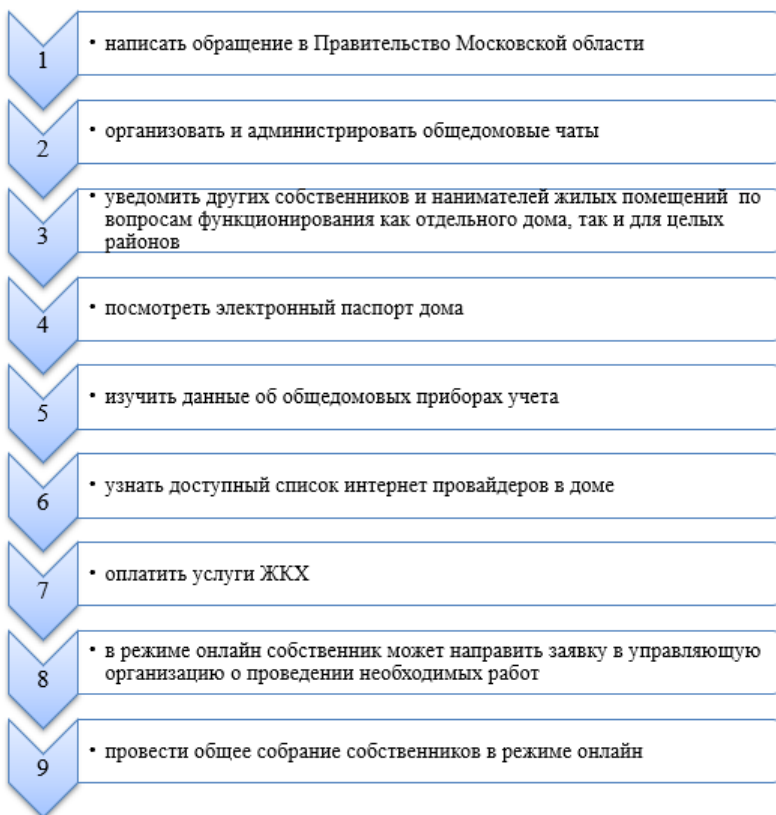 1
• написать обращение в Правительство Московской области
2
• организовать и администрировать общедомовые чаты
3
• уведомить других собственников и нанимателей жилых помещений по
вопросам функционирования как отдельного дома, так и для целых
районов
4
• посмотреть электронный паспорт дома
5
• изучить данные об общедомовых приборах учета
6
• узнать доступный список интернет провайдеров в доме
7
• оплатить услуги ЖКХ
8
• в режиме онлайн собственник может направить заявку в управляющую
организацию о проведении необходимых работ
9
• провести общее собрание собственников в режиме онлайн